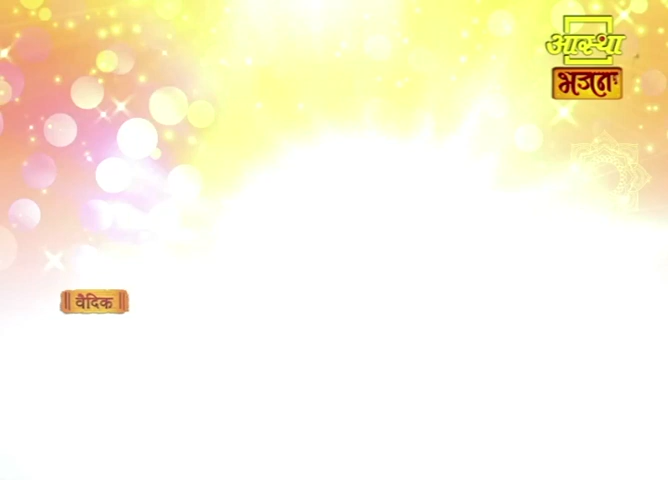 आस्था
भजन
॥ वैदिक ॥